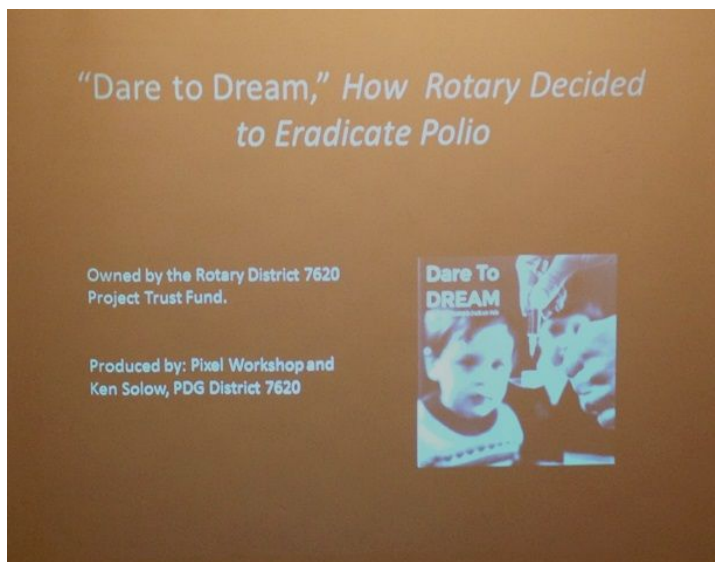 “Dare to Dream,” How Rotary Decided
to Eradicate Polio
Owned by the Rotary District 7620
Project Trust Fund.
Produced by: Pixel Workshop and
Ken Solow, PDG District 7620
Dare To
DREAM